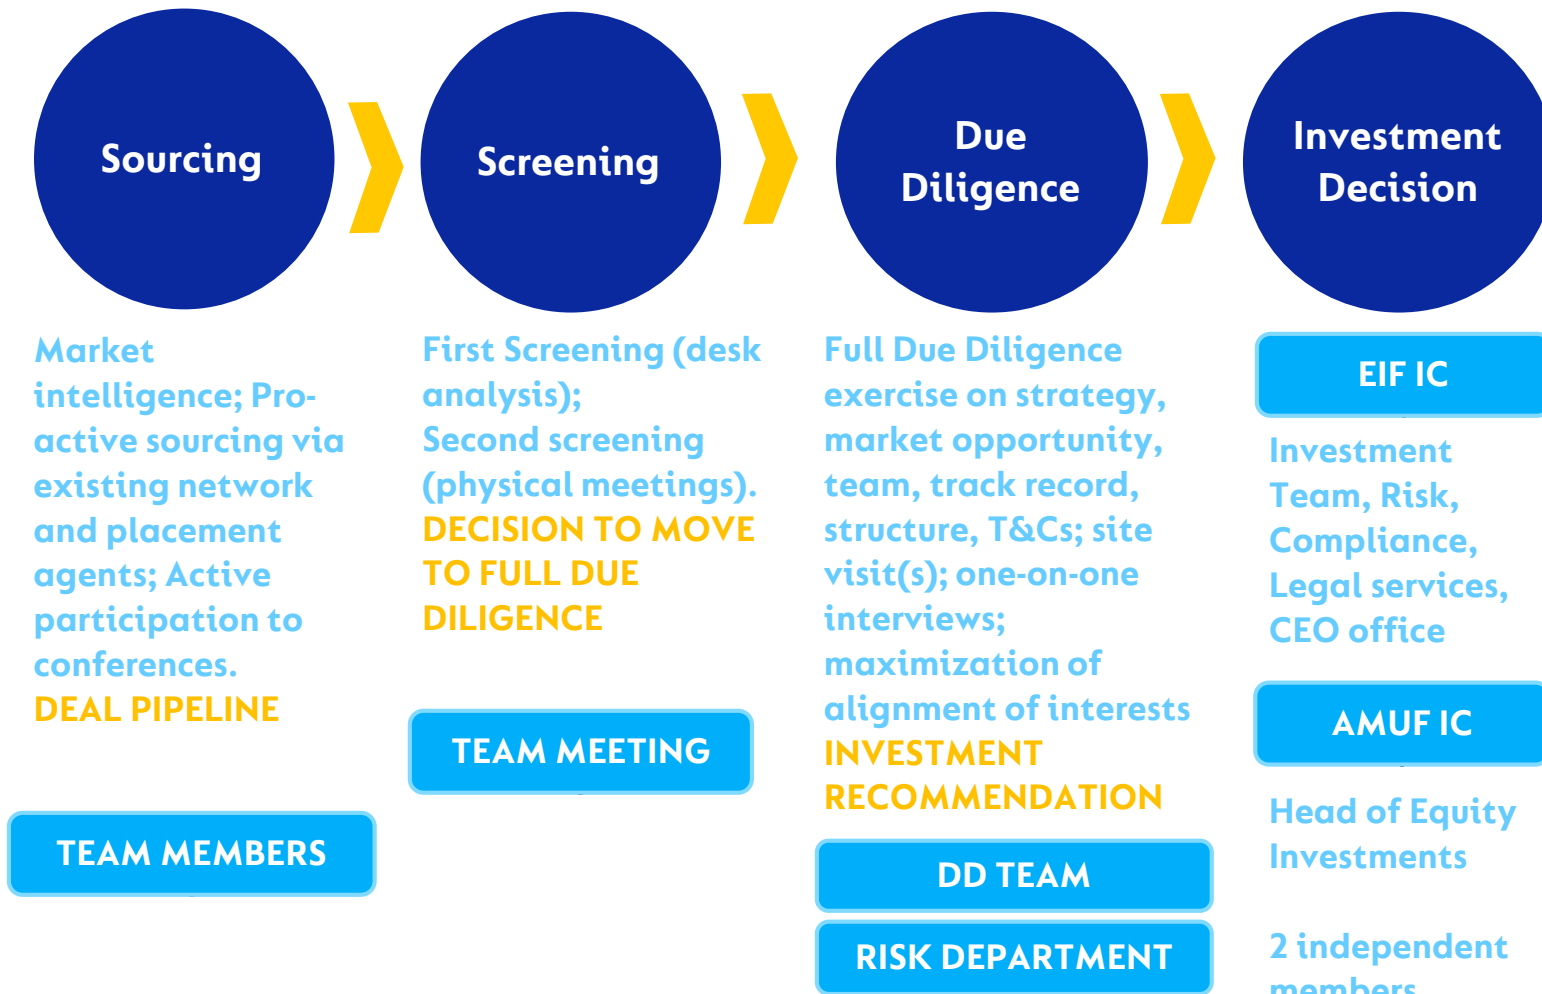 Sourcing
Screening
Due
Diligence
Investment
Decision
Market
intelligence; Pro-
active sourcing via
existing network
and placement
agents; Active
participation to
conferences.
DEAL PIPELINE
TEAM MEMBERS
First Screening (desk
analysis);
Second screening
(physical meetings).
DECISION TO MOVE
TO FULL DUE
DILIGENCE
TEAM MEETING
Full Due Diligence
exercise on strategy,
market opportunity,
team, track record,
structure, T&Cs; site
visit(s); one-on-one
interviews;
maximization of
alignment of interests
INVESTMENT
RECOMMENDATION
DD TEAM
RISK DEPARTMENT
EIF IC
Investment
Team, Risk,
Compliance,
Legal services,
CEO office
AMUF IC
Head of Equity
Investments
2 independent
members